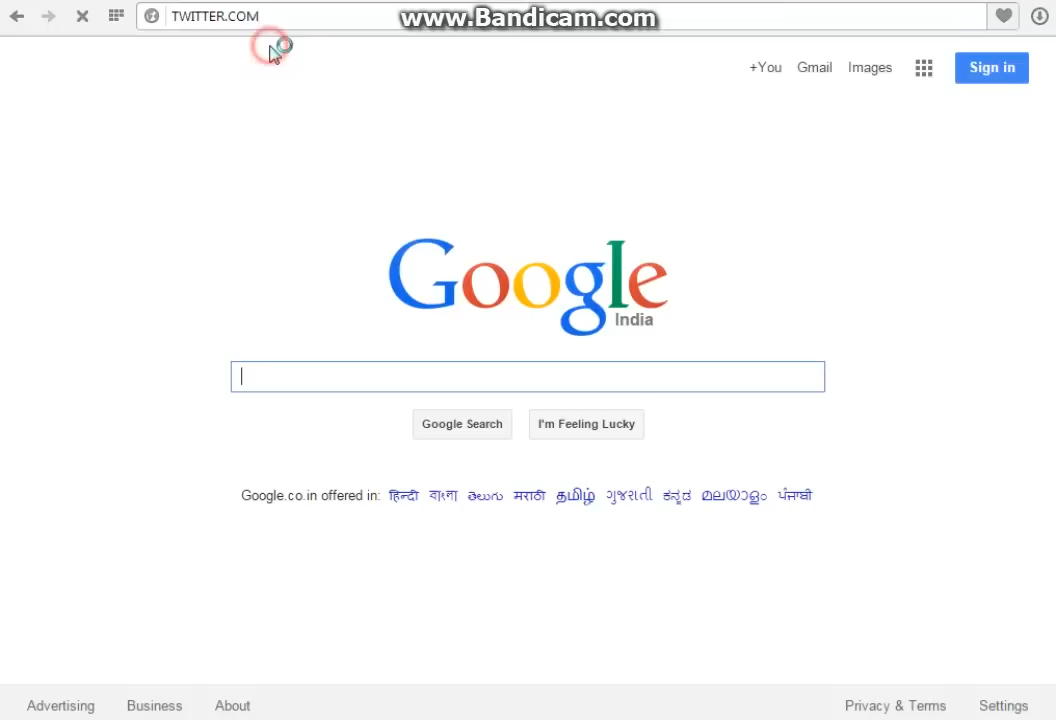 TWITTER.COM
www.Bandicam.com
+You Gmail Images Sign in
Google
India
Google Search I'm Feeling Lucky
Google.co.in offered in: हिन्दी বাংলা తెలుగు मराठी தமிழ் ગુજરાતી ಕನ್ನಡ മലയാളം ਪੰਜਾਬੀ
Advertising Business About Privacy & Terms Settings